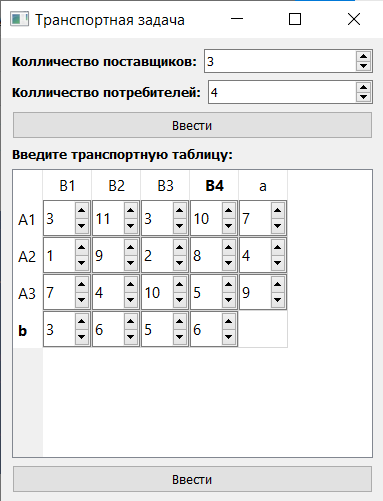 Транспортная задача
Колличество поставщиков: 3
Колличество потребителей: 4
Ввести
Введите транспортную таблицу:
B1 B2 B3 B4 a
A1 3 11 3 10 7
A2 1 9 2 8 4
A3 7 4 10 5 9
b 3 6 5 6
Ввести